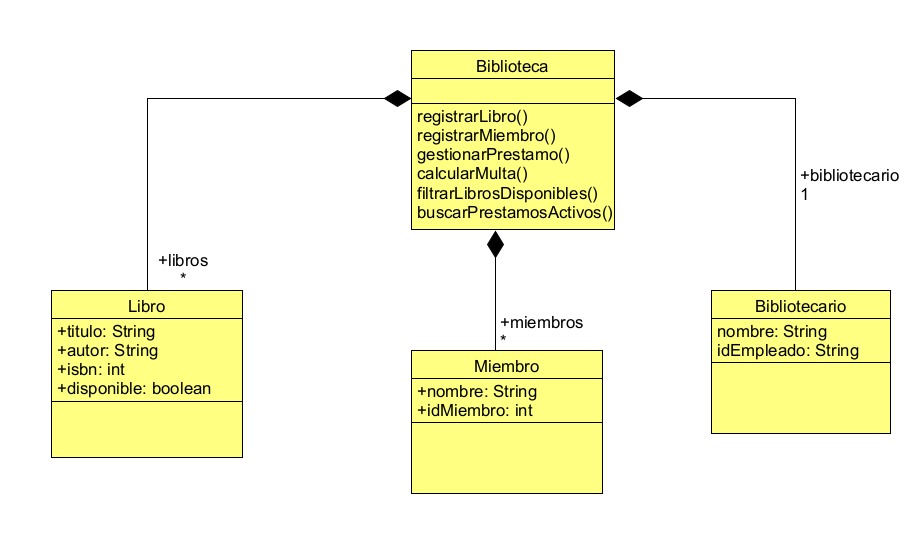 Biblioteca
registrarLibro()
registrarMiembro()
gestionarPrestamo()
calcularMulta()
filtrarLibrosDisponibles()
buscarPrestamosActivos()
+bibliotecario
1
+libros
*
+miembros
*
Libro
+titulo: String
+autor: String
+isbn: int
+disponible: boolean
Miembro
+nombre: String
+idMiembro: int
Bibliotecario
nombre: String
idEmpleado: String